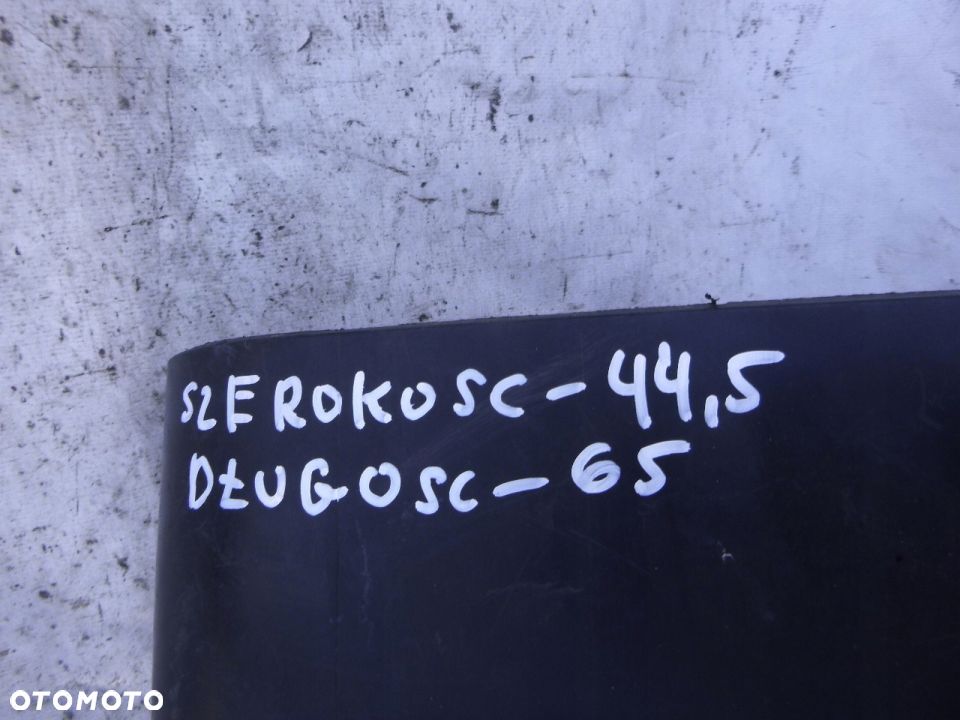 SZEROKOSC - 44,5
DŁUGOSC - 65
OTOMOTO